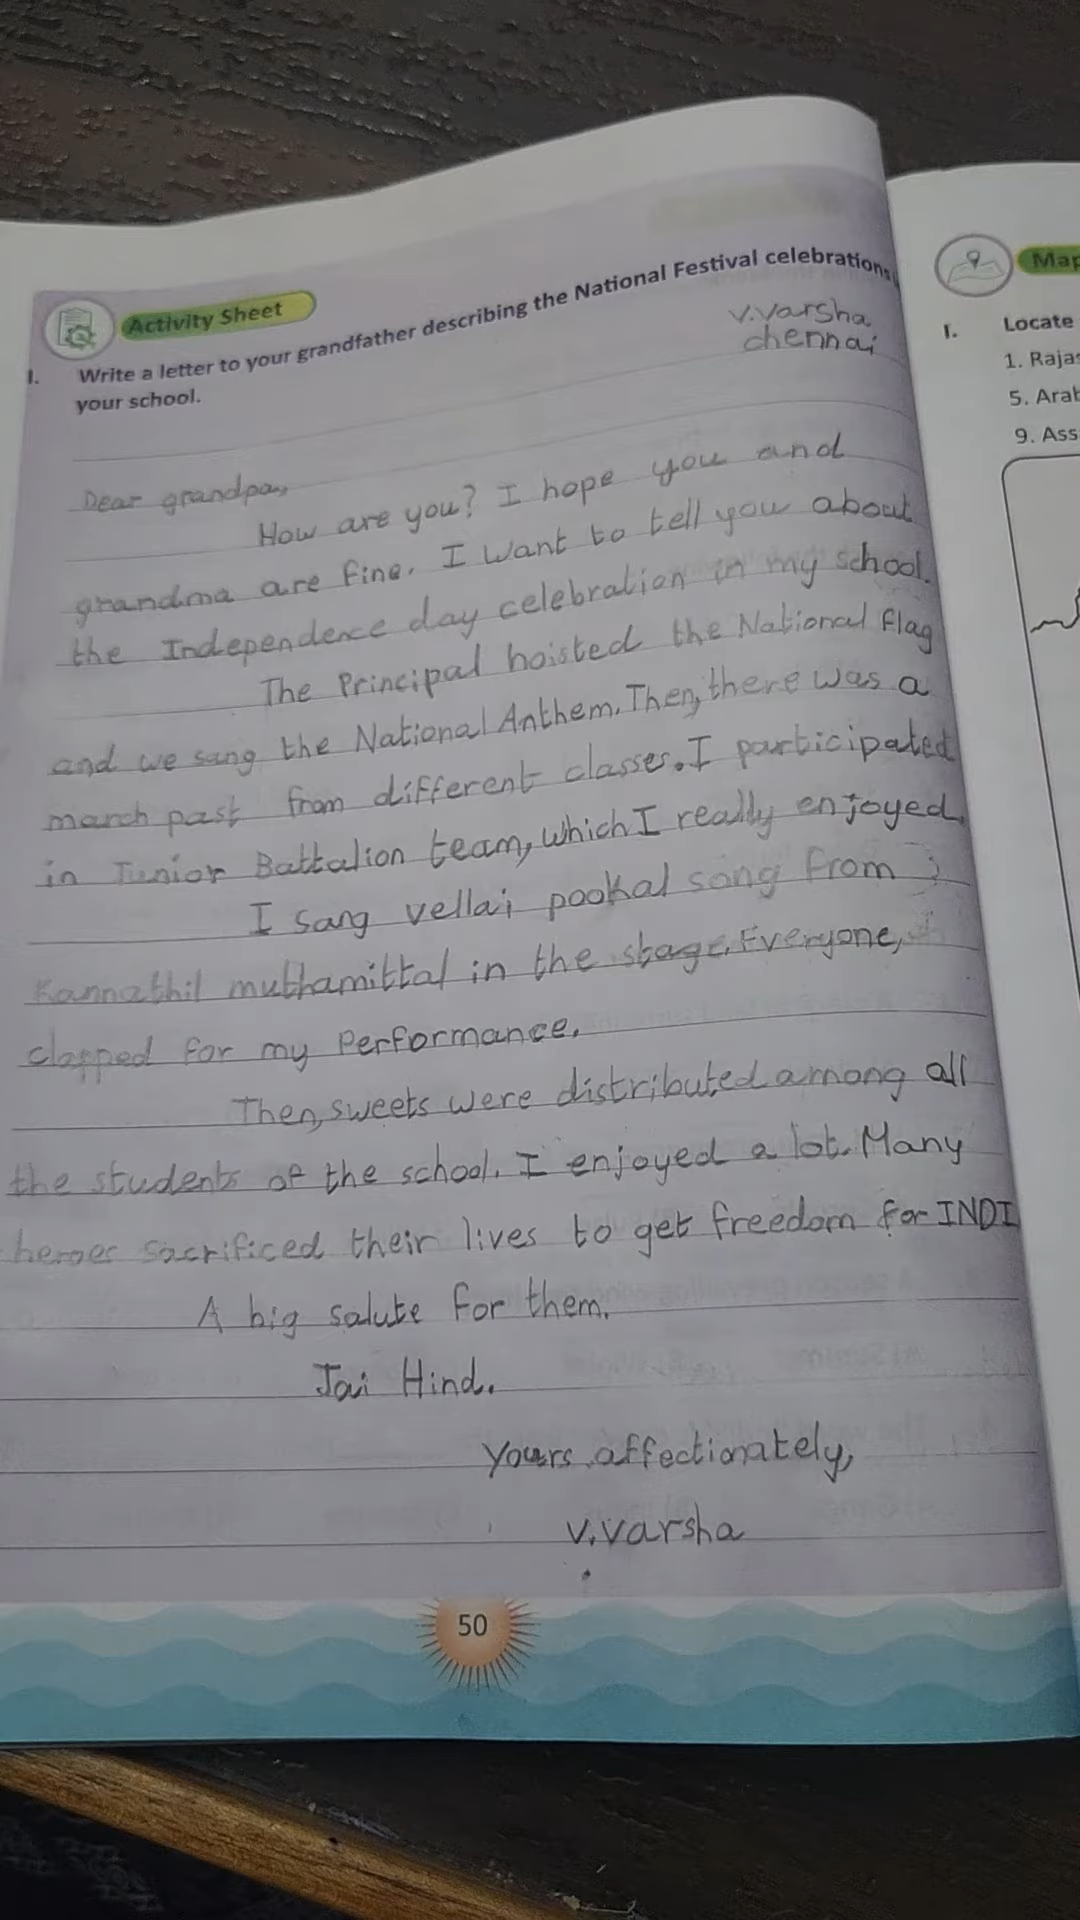 Activity Sheet
I. Write a letter to your grandfather describing the National Festival celebrations
your school.
V.Varsha
chennai
Dear grandpa,
How are you? I hope you and
grandma are fine. I want to tell you about
the Independence day celebration in my school.
The Principal hoisted the National flag
and we sang the National Anthem. Then, there was a
march past from different classes. I participated
in Junior Battalion team, which I really enjoyed.
I sang vellai pookal song from
Kannathil muthamittal in the stage. Everyone,
clapped for my Performance.
Then, sweets were distributed among all
the students of the school. I enjoyed a lot. Many
heroes sacrificed their lives to get freedom for INDI
A big salute for them.
Jai Hind.
Yours affectionately,
V.Varsha
50
Map
I. Locate
1. Rajas
5. Arab
9. Ass